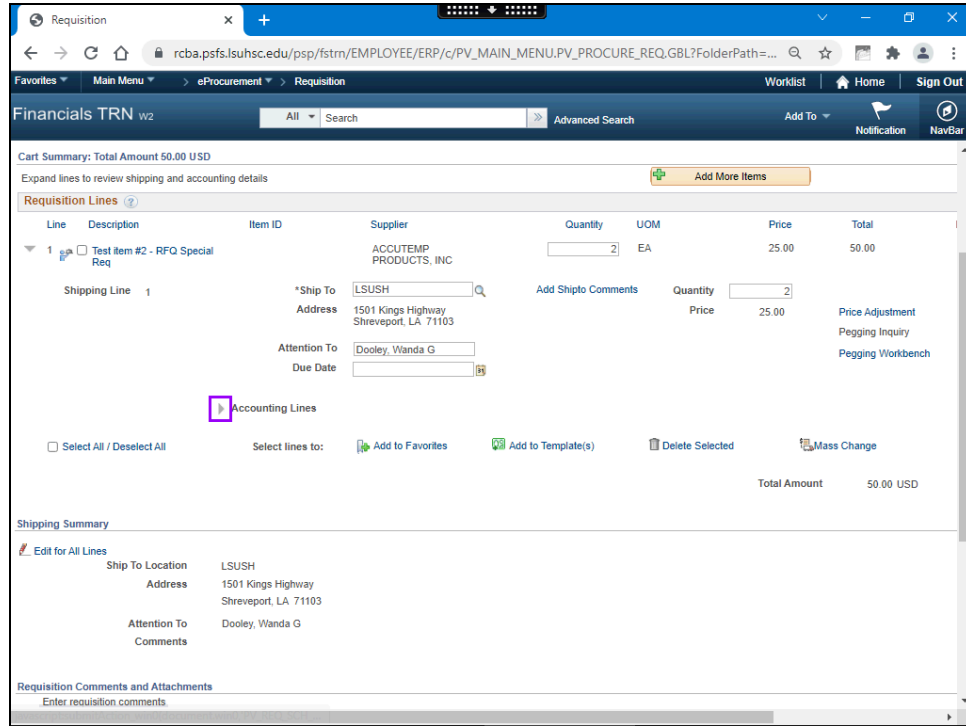 Requisition
rcba.psfs.lsuhsc.edu/psp/fstrn/EMPLOYEE/ERP/c/PV_MAIN_MENU.PV_PROCURE_REQ.GBL?FolderPath=...
Favorites Main Menu > eProcurement > Requisition Worklist Home Sign Out
Financials TRN W2 All Search » Advanced Search Add To Notification NavBar
Cart Summary: Total Amount 50.00 USD
Expand lines to review shipping and accounting details Add More Items
Requisition Lines ?
Line Description Item ID Supplier Quantity UOM Price Total
1 Test item #2 - RFQ Special Req ACCUTEMP PRODUCTS, INC 2 EA 25.00 50.00
Shipping Line 1 *Ship To LSUSH Add Shipto Comments Quantity 2
Address 1501 Kings Highway Price 25.00 Price Adjustment
Shreveport, LA 71103
Pegging Inquiry
Attention To Dooley, Wanda G Pegging Workbench
Due Date 31
Accounting Lines
Select All / Deselect All Select lines to: Add to Favorites Add to Template(s) Delete Selected Mass Change
Total Amount 50.00 USD
Shipping Summary
Edit for All Lines
Ship To Location LSUSH
Address 1501 Kings Highway
Shreveport, LA 71103
Attention To Dooley, Wanda G
Comments
Requisition Comments and Attachments
Enter requisition comments